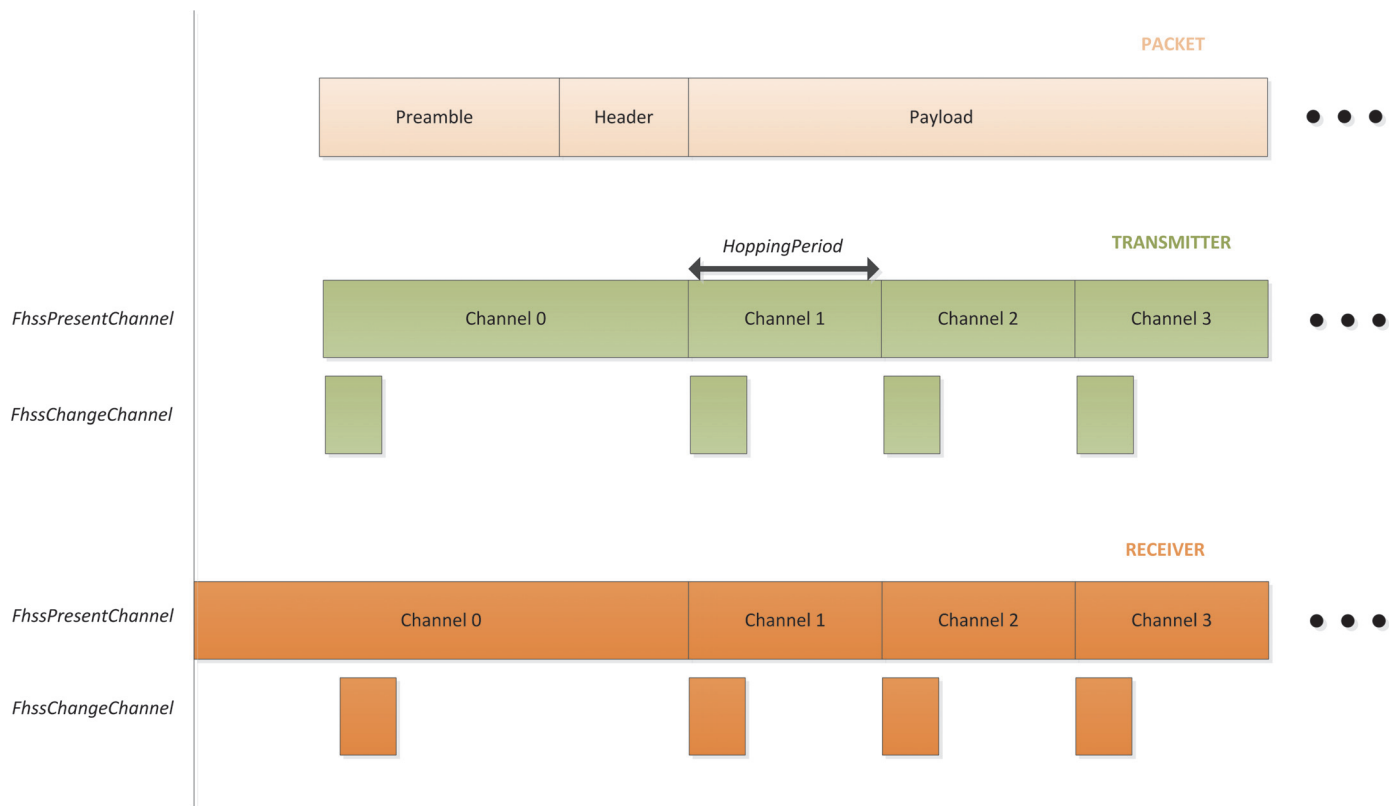 PACKET
Preamble Header Payload
HoppingPeriod
TRANSMITTER
FhssPresentChannel Channel 0 Channel 1 Channel 2 Channel 3
FhssChangeChannel
RECEIVER
FhssPresentChannel Channel 0 Channel 1 Channel 2 Channel 3
FhssChangeChannel